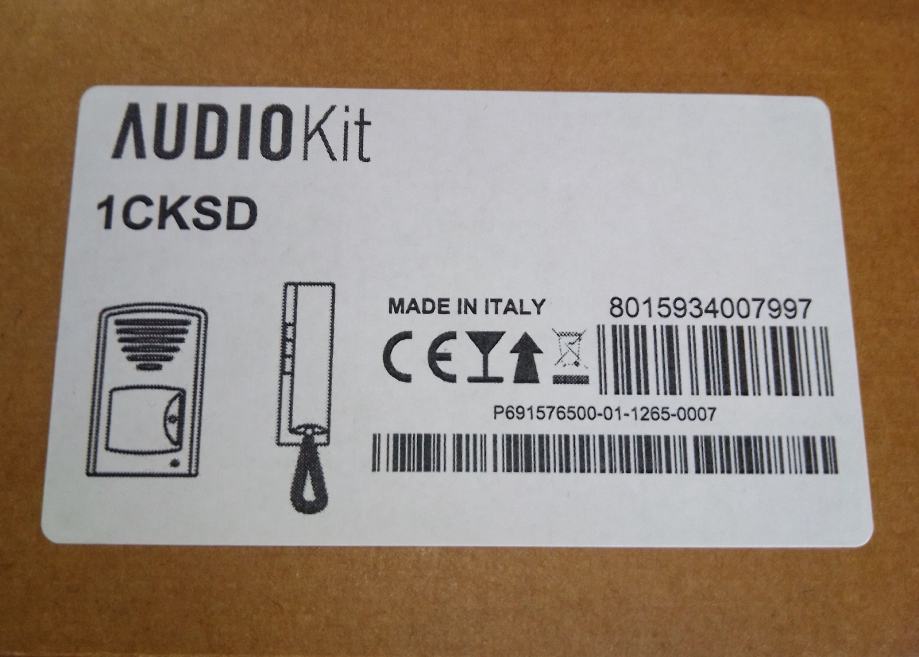 AUDIOKit
1CKSD
MADE IN ITALY
8015934007997
CE
P691576500-01-1265-0007